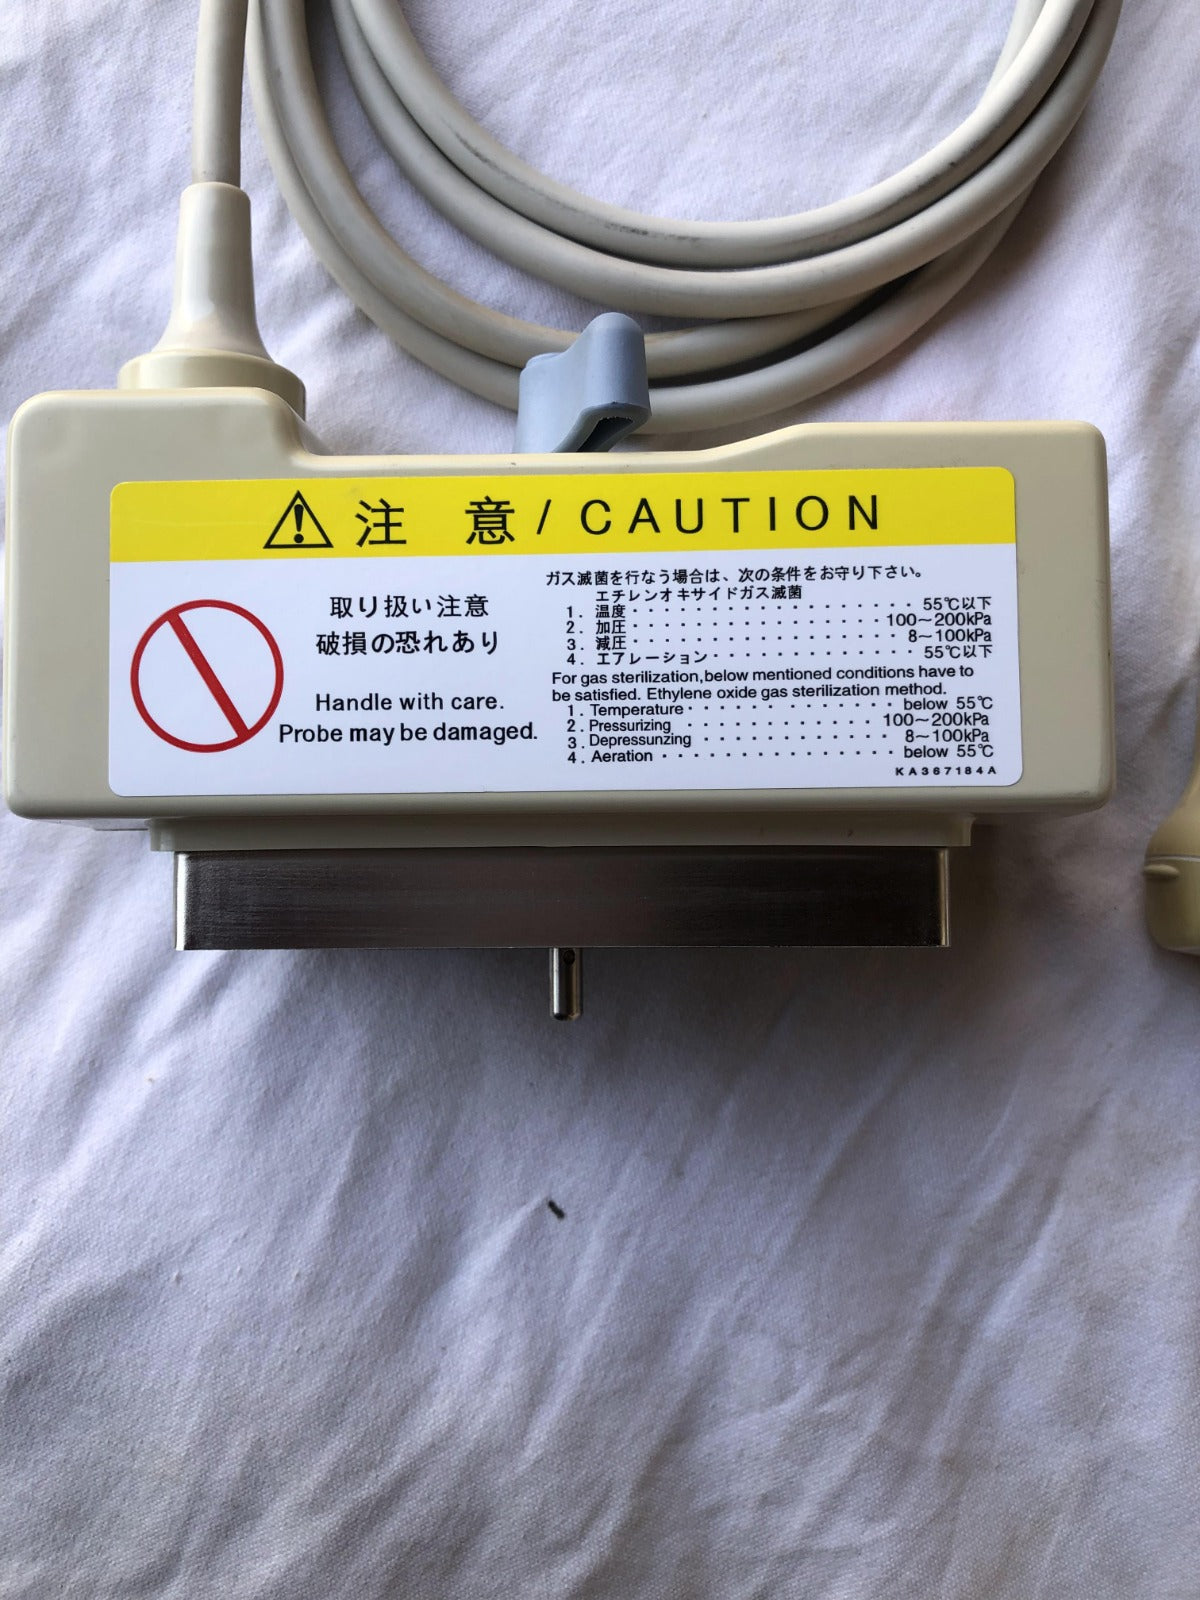 注 意/CAUTION
取り扱い注意
破損の恐れあり
Handle with care.
Probe may be damaged.
ガス滅菌を行なう場合は、次の条件をお守り下さい。
エチレンオキサイドガス滅菌
1. 温度・・・・・・・・・・・・・・・・・・・55℃以下
2. 加圧・・・・・・・・・・・・・・・・・100～200kPa
3. 減圧・・・・・・・・・・・・・・・・・・8～100kPa
4. エアレーション・・・・・・・・・・・・・・55℃以下
For gas sterilization,below mentioned conditions have to
be satisfied. Ethylene oxide gas sterilization method.
1. Temperature・・・・・・・・・・・・・・below 55℃
2. Pressurizing ・・・・・・・・・・・・・100～200kPa
3. Depressunzing ・・・・・・・・・・・・・8～100kPa
4. Aeration ・・・・・・・・・・・・・・・below 55℃
KA367184A